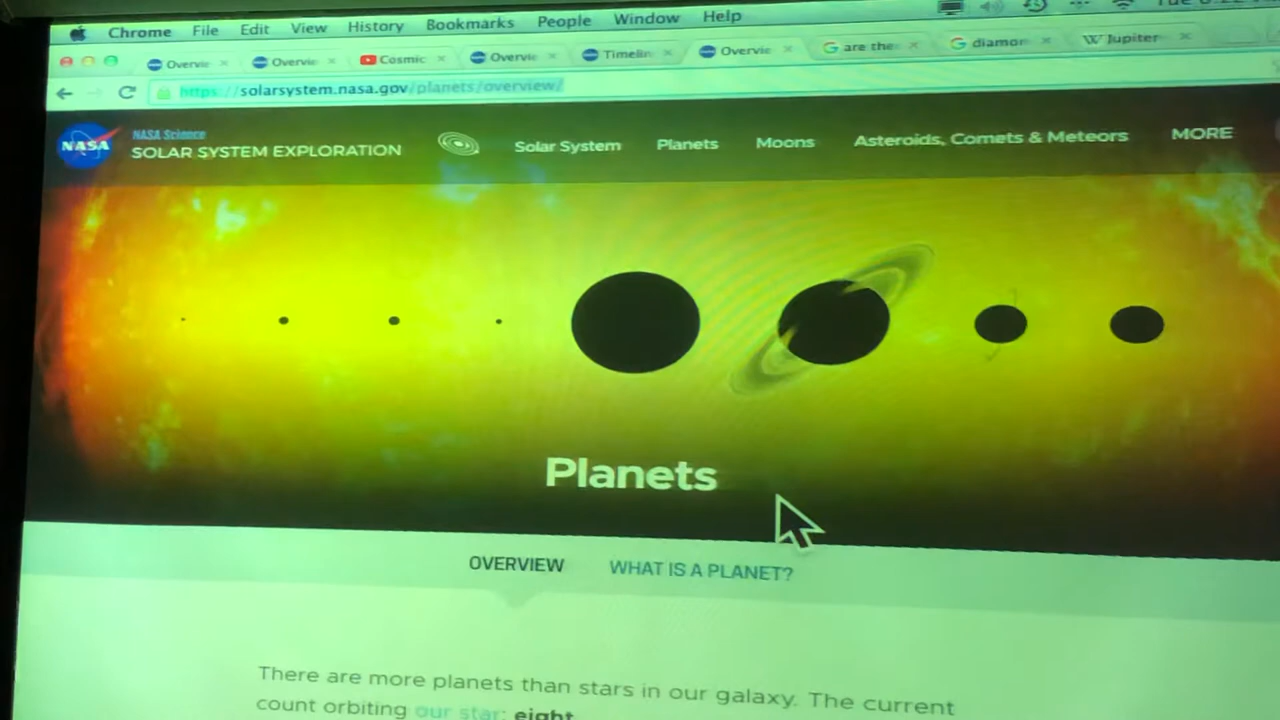 Chrome File Edit View History Bookmarks People Window Help
Overvie Overvie Cosmic Overvie Timelin Overvie are the diamor W Jupiter
https://solarsystem.nasa.gov/planets/overview/
NASA
NASA Science
SOLAR SYSTEM EXPLORATION
Solar System Planets Moons Asteroids, Comets & Meteors MORE
Planets
OVERVIEW WHAT IS A PLANET?
There are more planets than stars in our galaxy. The current
count orbiting our star: eight.